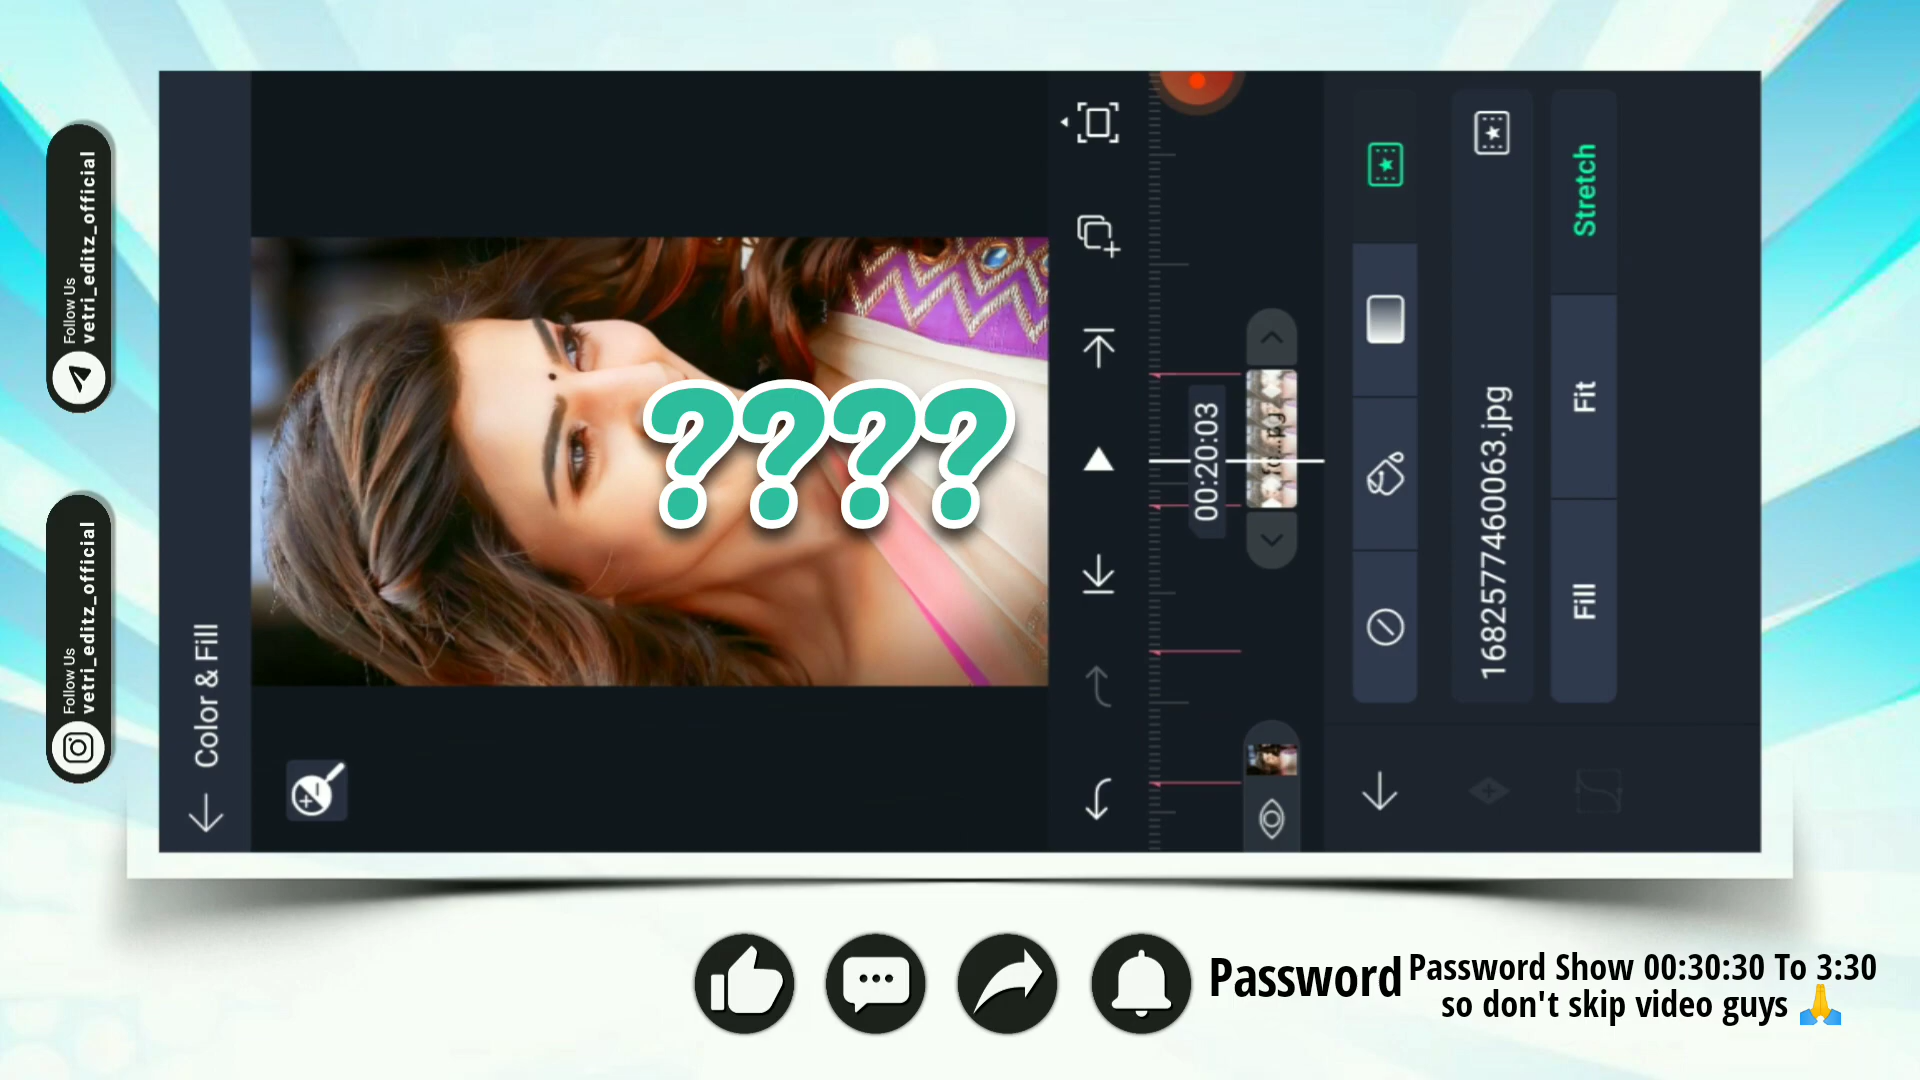 Follow Us
vetri_editz_official
Follow Us
vetri_editz_official
Color & Fill
????
00:20:03
1682577460063.jpg
Fill
Fit
Stretch
Password
Password Show 00:30:30 To 3:30
so don't skip video guys 🙏